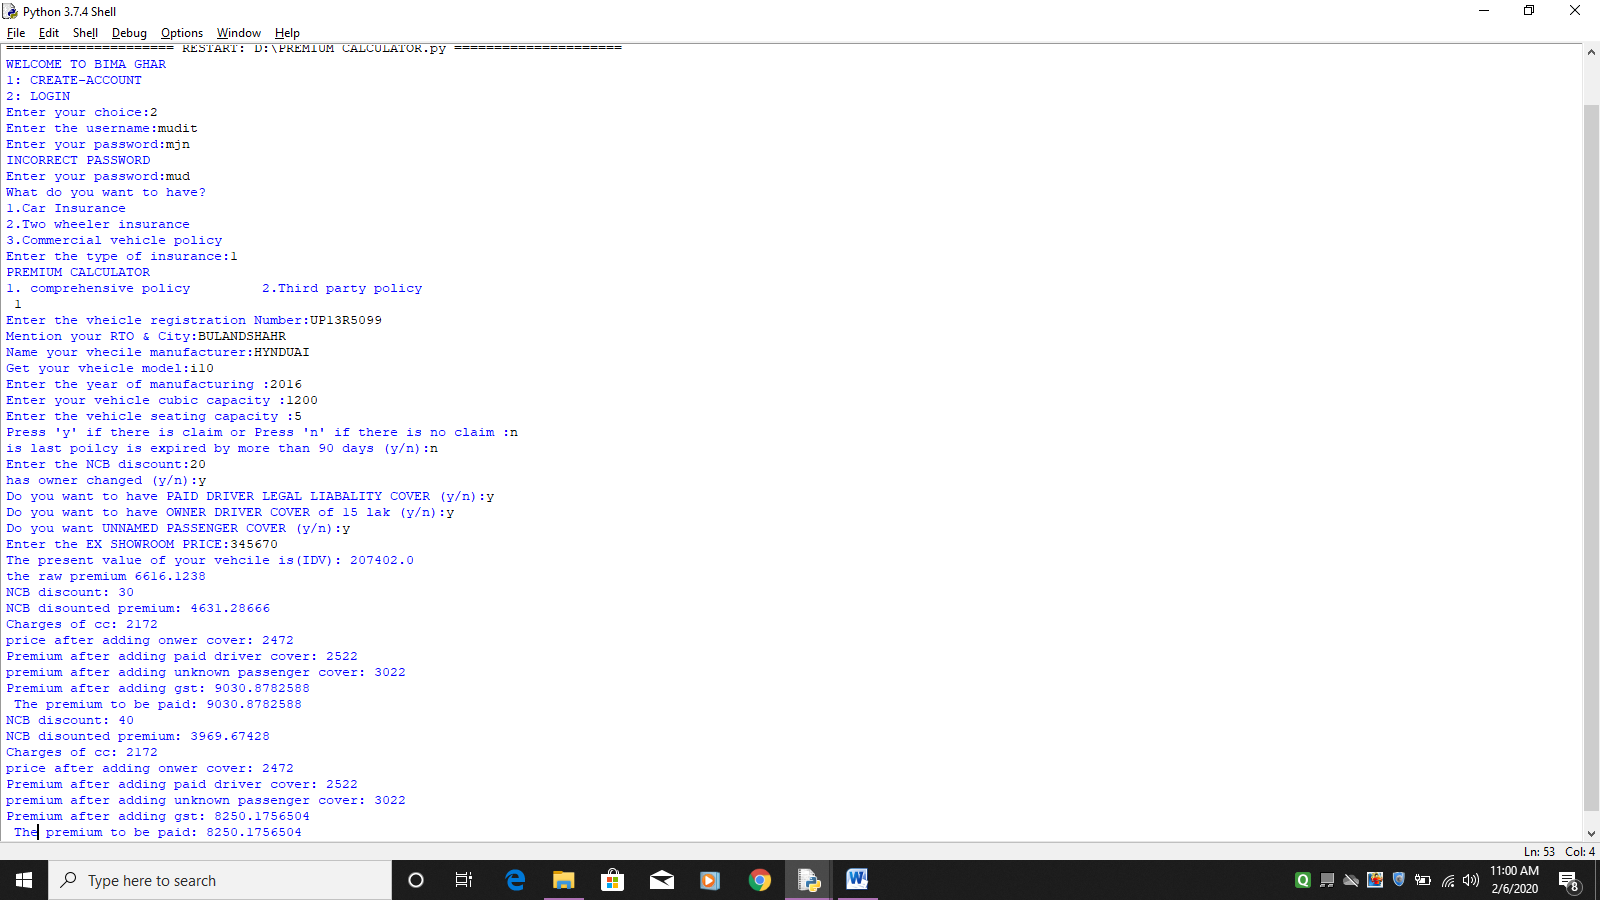 Python 3.7.4 Shell
File Edit Shell Debug Options Window Help
===================== RESTART: D:\PREMIUM CALCULATOR.py =====================
WELCOME TO BIMA GHAR
1: CREATE-ACCOUNT
2: LOGIN
Enter your choice:2
Enter the username:mudit
Enter your password:mjn
INCORRECT PASSWORD
Enter your password:mud
What do you want to have?
1.Car Insurance
2.Two wheeler insurance
3.Commercial vehicle policy
Enter the type of insurance:1
PREMIUM CALCULATOR
1. comprehensive policy         2.Third party policy
 1
Enter the vheicle registration Number:UP13R5099
Mention your RTO & City:BULANDSHAHR
Name your vhecile manufacturer:HYNDUAI
Get your vheicle model:i10
Enter the year of manufacturing :2016
Enter your vehicle cubic capacity :1200
Enter the vehicle seating capacity :5
Press 'y' if there is claim or Press 'n' if there is no claim :n
is last poilcy is expired by more than 90 days (y/n):n
Enter the NCB discount:20
has owner changed (y/n):y
Do you want to have PAID DRIVER LEGAL LIABALITY COVER (y/n):y
Do you want to have OWNER DRIVER COVER of 15 lak (y/n):y
Do you want UNNAMED PASSENGER COVER (y/n):y
Enter the EX SHOWROOM PRICE:345670
The present value of your vehcile is(IDV): 207402.0
the raw premium 6616.1238
NCB discount: 30
NCB disounted premium: 4631.28666
Charges of cc: 2172
price after adding onwer cover: 2472
Premium after adding paid driver cover: 2522
premium after adding unknown passenger cover: 3022
Premium after adding gst: 9030.8782588
 The premium to be paid: 9030.8782588
NCB discount: 40
NCB disounted premium: 3969.67428
Charges of cc: 2172
price after adding onwer cover: 2472
Premium after adding paid driver cover: 2522
premium after adding unknown passenger cover: 3022
Premium after adding gst: 8250.1756504
 The premium to be paid: 8250.1756504
Ln: 53 Col: 4
Type here to search
11:00 AM
2/6/2020
8